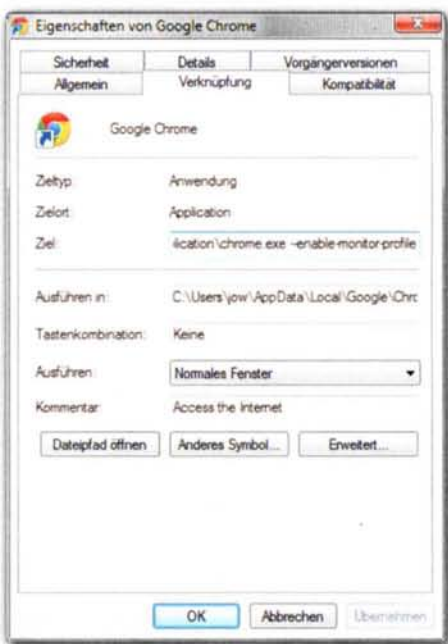 Eigenschaften von Google Chrome
Sicherheit Details Vorgängerversionen
Allgemein Verknüpfung Kompatibilität
Google Chrome
Zieltyp: Anwendung
Zielort: Application
Ziel: lication\chrome.exe --enable-monitor-profile
Ausführen in: C:\Users\jow\AppData\Local\Google\Chrc
Tastenkombination: Keine
Ausführen: Normales Fenster
Kommentar: Access the Internet
Dateipfad öffnen Anderes Symbol... Erweitert...
OK Abbrechen Übernehmen